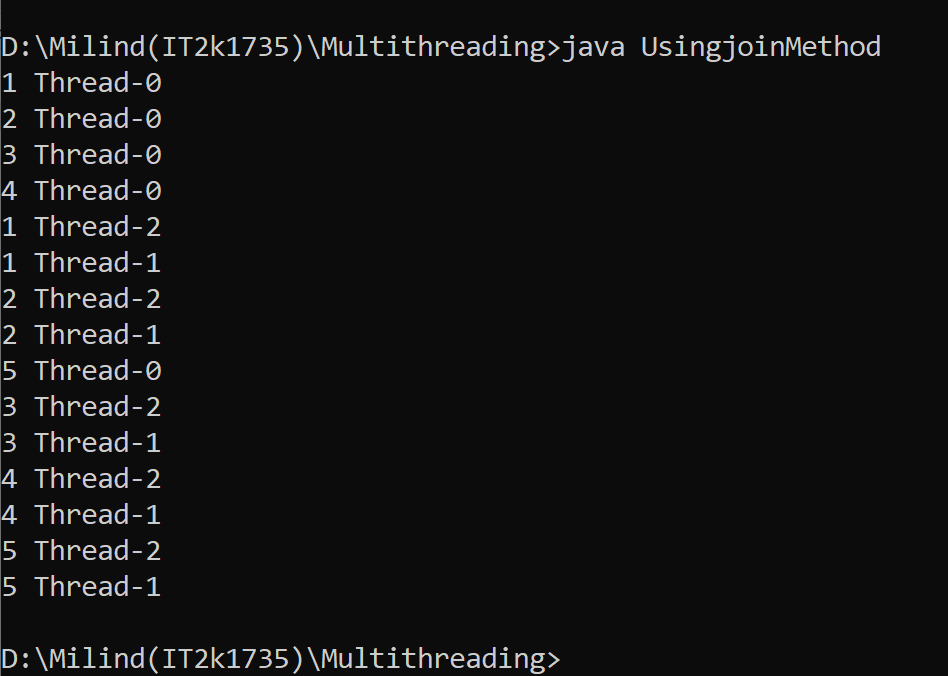 D:\Milind(IT2k1735)\Multithreading>java UsingjoinMethod
1 Thread-0
2 Thread-0
3 Thread-0
4 Thread-0
1 Thread-2
1 Thread-1
2 Thread-2
2 Thread-1
5 Thread-0
3 Thread-2
3 Thread-1
4 Thread-2
4 Thread-1
5 Thread-2
5 Thread-1
D:\Milind(IT2k1735)\Multithreading>